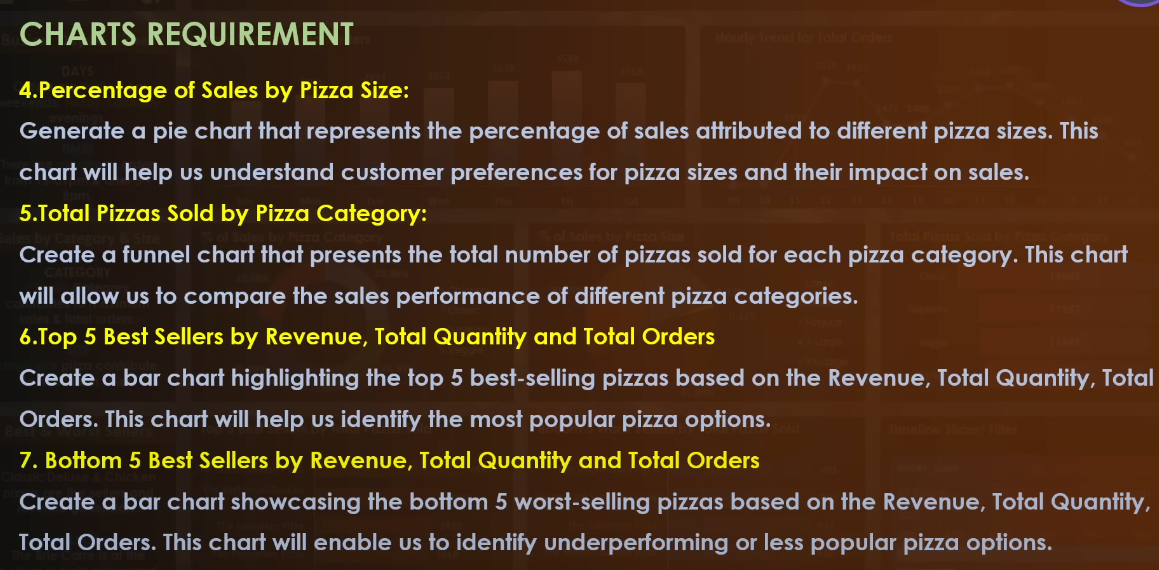 CHARTS REQUIREMENT
4.Percentage of Sales by Pizza Size:
Generate a pie chart that represents the percentage of sales attributed to different pizza sizes. This
chart will help us understand customer preferences for pizza sizes and their impact on sales.
5.Total Pizzas Sold by Pizza Category:
Create a funnel chart that presents the total number of pizzas sold for each pizza category. This chart
will allow us to compare the sales performance of different pizza categories.
6.Top 5 Best Sellers by Revenue, Total Quantity and Total Orders
Create a bar chart highlighting the top 5 best-selling pizzas based on the Revenue, Total Quantity, Total
Orders. This chart will help us identify the most popular pizza options.
7. Bottom 5 Best Sellers by Revenue, Total Quantity and Total Orders
Create a bar chart showcasing the bottom 5 worst-selling pizzas based on the Revenue, Total Quantity,
Total Orders. This chart will enable us to identify underperforming or less popular pizza options.